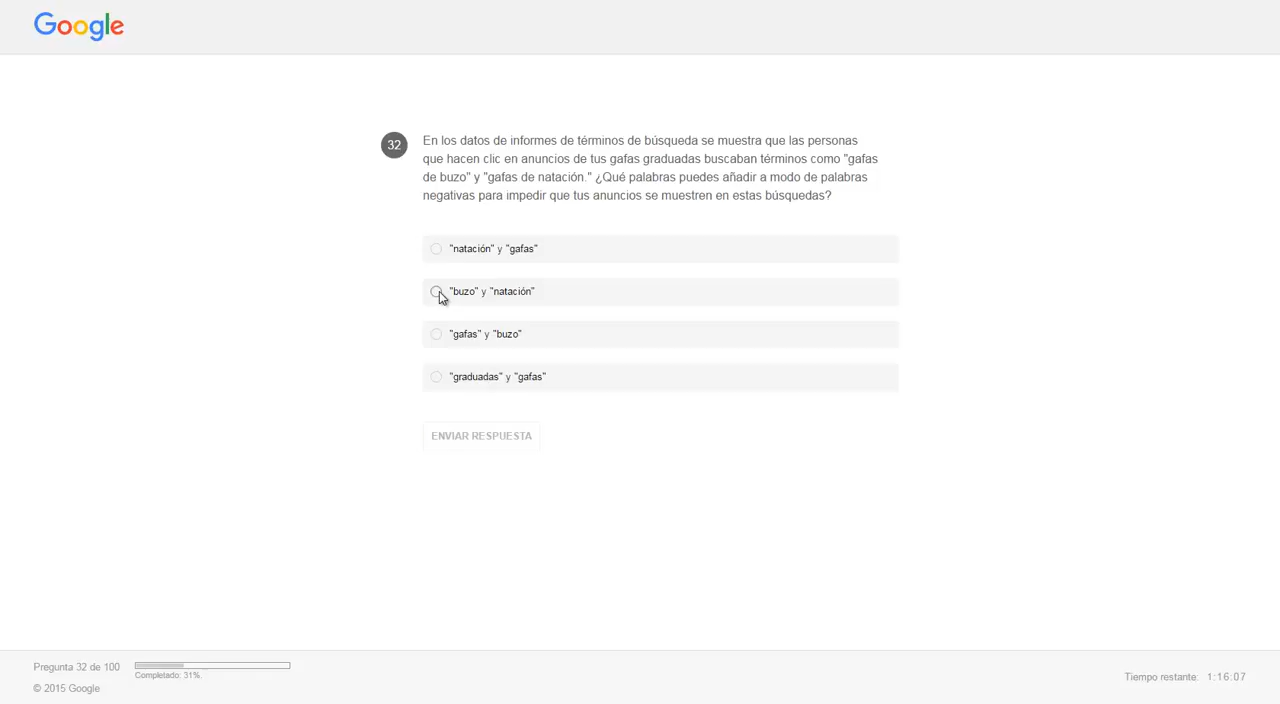 Google
32
En los datos de informes de términos de búsqueda se muestra que las personas
que hacen clic en anuncios de tus gafas graduadas buscaban términos como "gafas
de buzo" y "gafas de natación." ¿Qué palabras puedes añadir a modo de palabras
negativas para impedir que tus anuncios se muestren en estas búsquedas?
"natación" y "gafas"
"buzo" y "natación"
"gafas" y "buzo"
"graduadas" y "gafas"
ENVIAR RESPUESTA
Pregunta 32 de 100
Completado: 31%.
© 2015 Google
Tiempo restante: 1:16:07